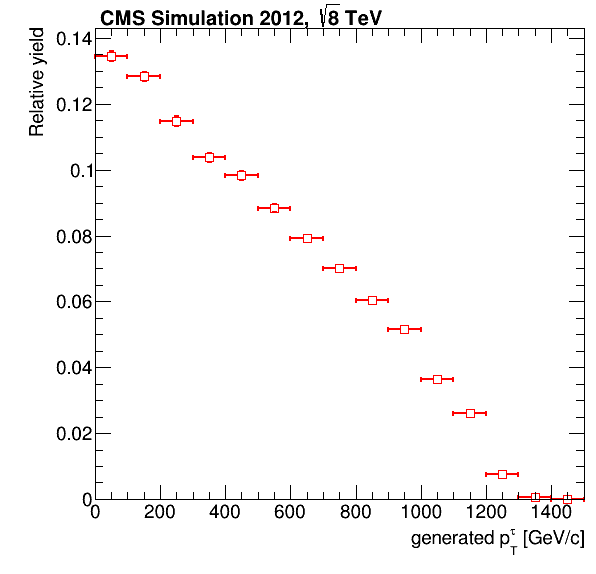 CMS Simulation 2012, √8 TeV
Relative yield
0.14
0.12
0.1
0.08
0.06
0.04
0.02
0
0 200 400 600 800 1000 1200 1400
generated p_T^τ [GeV/c]